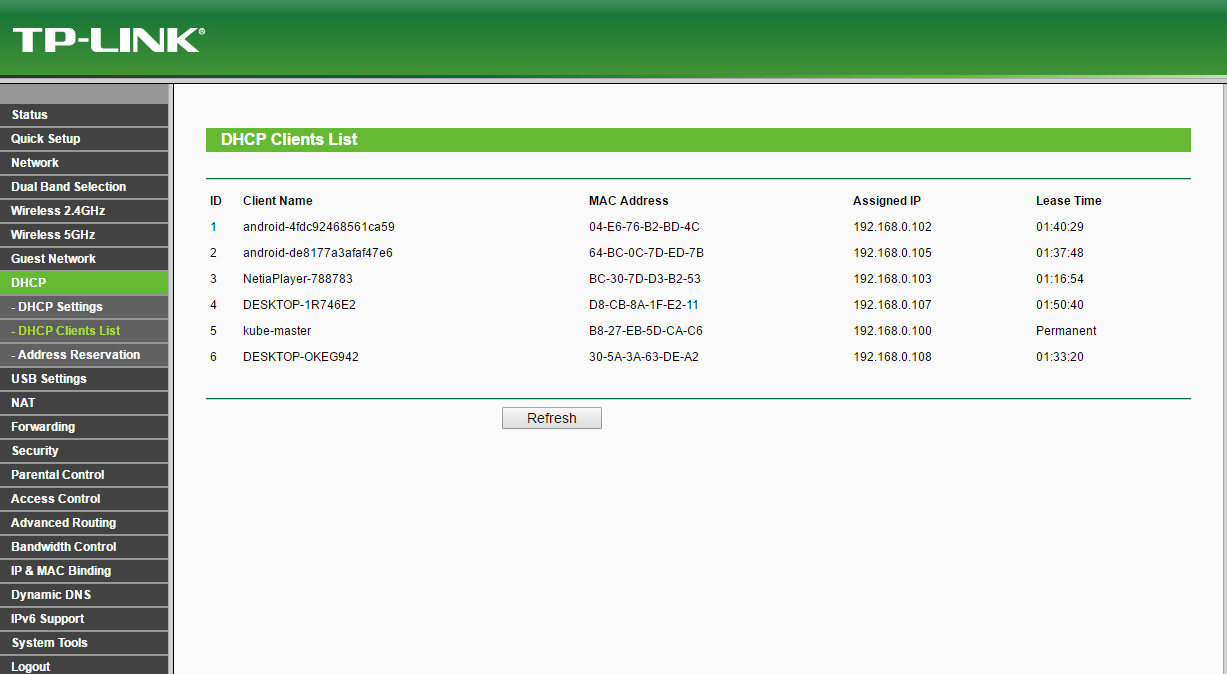 TP-LINK®
Status
Quick Setup
Network
Dual Band Selection
Wireless 2.4GHz
Wireless 5GHz
Guest Network
DHCP
- DHCP Settings
- DHCP Clients List
- Address Reservation
USB Settings
NAT
Forwarding
Security
Parental Control
Access Control
Advanced Routing
Bandwidth Control
IP & MAC Binding
Dynamic DNS
IPv6 Support
System Tools
Logout
DHCP Clients List
ID Client Name MAC Address Assigned IP Lease Time
1 android-4fdc92468561ca59 04-E6-76-B2-BD-4C 192.168.0.102 01:40:29
2 android-de8177a3afaf47e6 64-BC-0C-7D-ED-7B 192.168.0.105 01:37:48
3 NetiaPlayer-788783 BC-30-7D-D3-B2-53 192.168.0.103 01:16:54
4 DESKTOP-1R746E2 D8-CB-8A-1F-E2-11 192.168.0.107 01:50:40
5 kube-master B8-27-EB-5D-CA-C6 192.168.0.100 Permanent
6 DESKTOP-OKEG942 30-5A-3A-63-DE-A2 192.168.0.108 01:33:20
Refresh